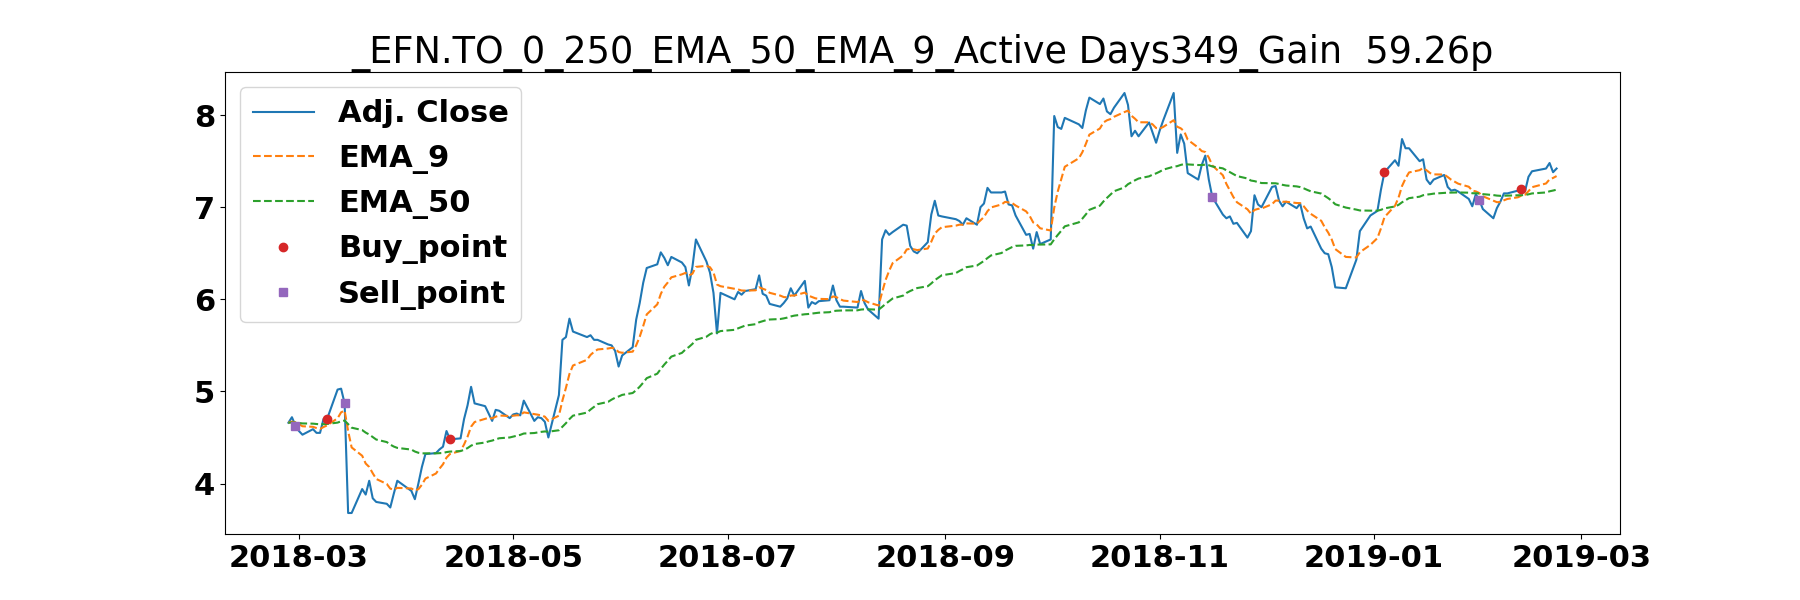 _EFN.TO_0_250_EMA_50_EMA_9_Active Days349_Gain  59.26p
Adj. Close
EMA_9
EMA_50
Buy_point
Sell_point
8
7
6
5
4
2018-03 2018-05 2018-07 2018-09 2018-11 2019-01 2019-03